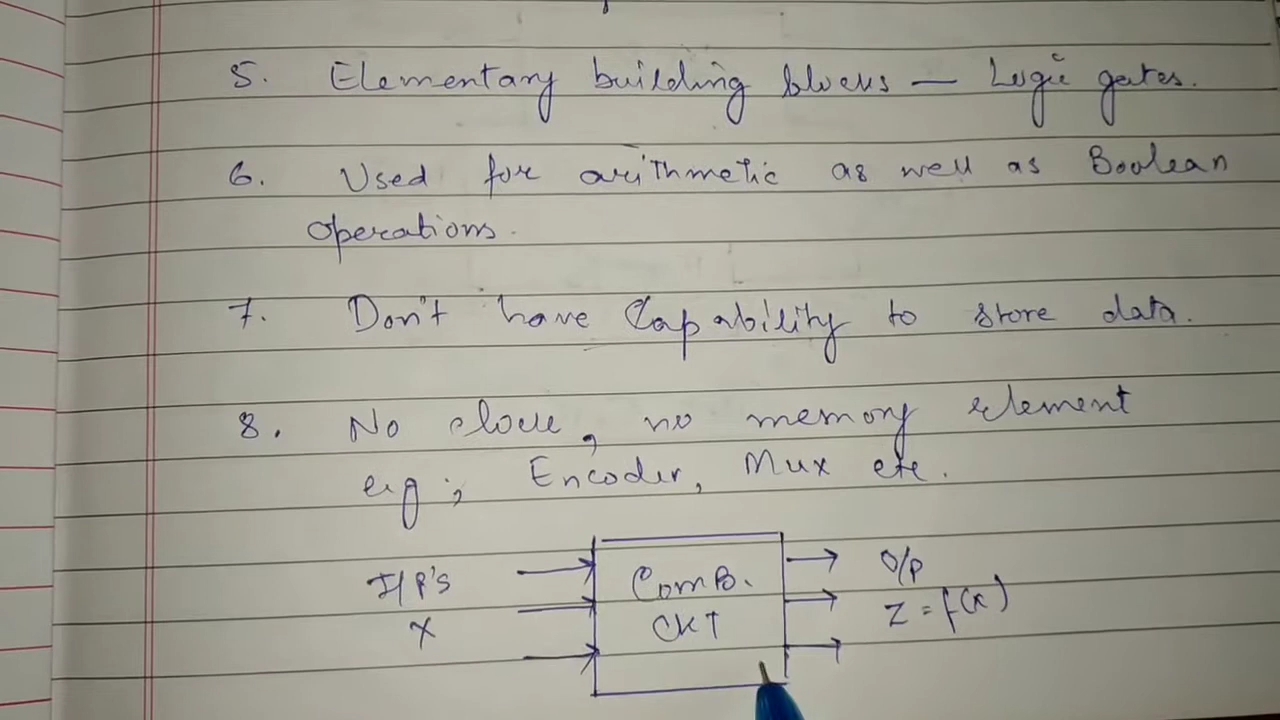 5. Elementary building blocks — Logic gates.
6. Used for arithmetic as well as Boolean
operations.
7. Don't have Capability to store data.
8. No clock, no memory element
e.g; Encoder, Mux etc.
I/P's
X
Comb.
CKT
O/P
Z = f(x)